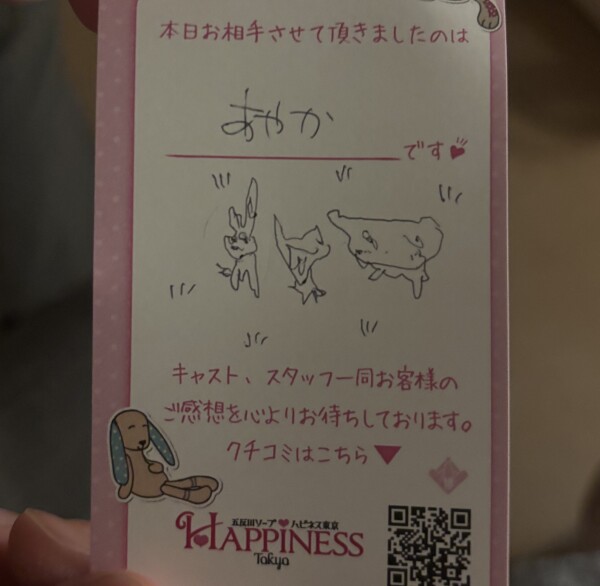 本日お相手させて頂きましたのは
あやか
です
キャスト、スタッフ一同お客様の
ご感想を心よりお待ちしております。
クチコミはこちら▼
五反田ソープ♥ハピネス東京
HAPPINESS
Tokyo